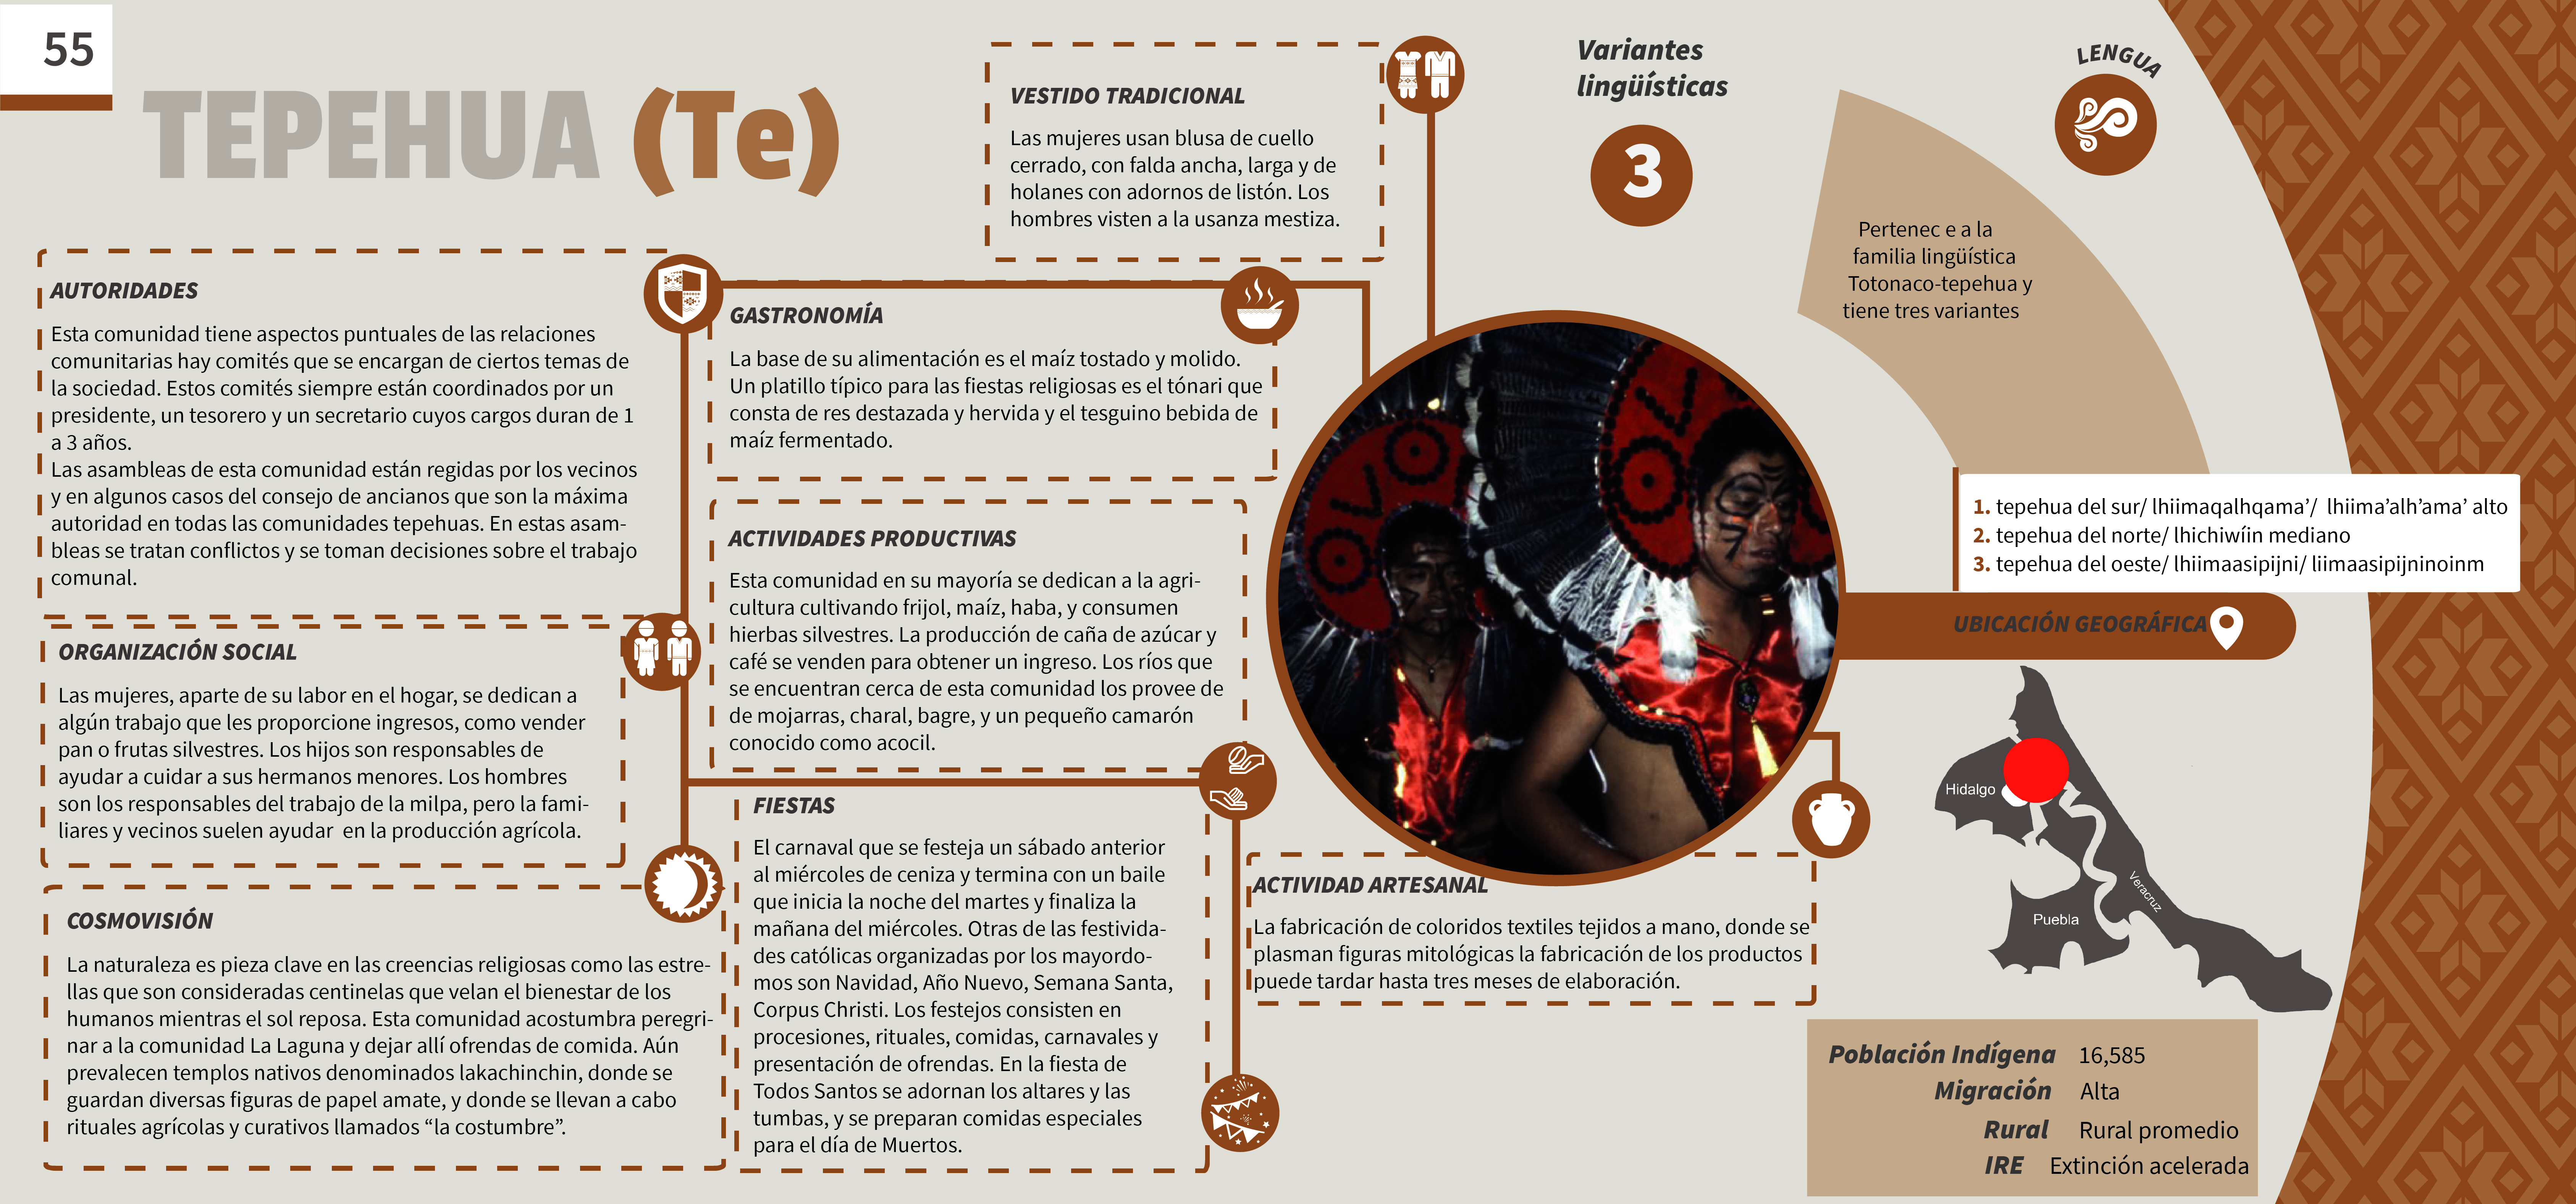 55
TEPEHUA (Te)
AUTORIDADES
Esta comunidad tiene aspectos puntuales de las relaciones
comunitarias hay comités que se encargan de ciertos temas de
la sociedad. Estos comités siempre están coordinados por un
presidente, un tesorero y un secretario cuyos cargos duran de 1
a 3 años.
Las asambleas de esta comunidad están regidas por los vecinos
y en algunos casos del consejo de ancianos que son la máxima
autoridad en todas las comunidades tepehuas. En estas asam-
bleas se tratan conflictos y se toman decisiones sobre el trabajo
comunal.
ORGANIZACIÓN SOCIAL
Las mujeres, aparte de su labor en el hogar, se dedican a
algún trabajo que les proporcione ingresos, como vender
pan o frutas silvestres. Los hijos son responsables de
ayudar a cuidar a sus hermanos menores. Los hombres
son los responsables del trabajo de la milpa, pero la fami-
liares y vecinos suelen ayudar en la producción agrícola.
COSMOVISIÓN
La naturaleza es pieza clave en las creencias religiosas como las estre-
llas que son consideradas centinelas que velan el bienestar de los
humanos mientras el sol reposa. Esta comunidad acostumbra peregri-
nar a la comunidad La Laguna y dejar allí ofrendas de comida. Aún
prevalecen templos nativos denominados lakachinchin, donde se
guardan diversas figuras de papel amate, y donde se llevan a cabo
rituales agrícolas y curativos llamados “la costumbre”.
VESTIDO TRADICIONAL
Las mujeres usan blusa de cuello
cerrado, con falda ancha, larga y de
holanes con adornos de listón. Los
hombres visten a la usanza mestiza.
GASTRONOMÍA
La base de su alimentación es el maíz tostado y molido.
Un platillo típico para las fiestas religiosas es el tónari que
consta de res destazada y hervida y el tesguino bebida de
maíz fermentado.
ACTIVIDADES PRODUCTIVAS
Esta comunidad en su mayoría se dedican a la agri-
cultura cultivando frijol, maíz, haba, y consumen
hierbas silvestres. La producción de caña de azúcar y
café se venden para obtener un ingreso. Los ríos que
se encuentran cerca de esta comunidad los provee de
de mojarras, charal, bagre, y un pequeño camarón
conocido como acocil.
FIESTAS
El carnaval que se festeja un sábado anterior
al miércoles de ceniza y termina con un baile
que inicia la noche del martes y finaliza la
mañana del miércoles. Otras de las festivida-
des católicas organizadas por los mayordo-
mos son Navidad, Año Nuevo, Semana Santa,
Corpus Christi. Los festejos consisten en
procesiones, rituales, comidas, carnavales y
presentación de ofrendas. En la fiesta de
Todos Santos se adornan los altares y las
tumbas, y se preparan comidas especiales
para el día de Muertos.
ACTIVIDAD ARTESANAL
La fabricación de coloridos textiles tejidos a mano, donde se
plasman figuras mitológicas la fabricación de los productos
puede tardar hasta tres meses de elaboración.
Variantes
lingüísticas
3
LENGUA
Pertenec e a la
familia lingüística
Totonaco-tepehua y
tiene tres variantes
1. tepehua del sur/ lhiimaqalhqama’/ lhiima’alh’ama’ alto
2. tepehua del norte/ lhichiwíin mediano
3. tepehua del oeste/ lhiimaasipijni/ liimaasipijninoinm
UBICACIÓN GEOGRÁFICA
Hidalgo
Puebla
Veracruz
Población Indígena 16,585
Migración Alta
Rural Rural promedio
IRE Extinción acelerada